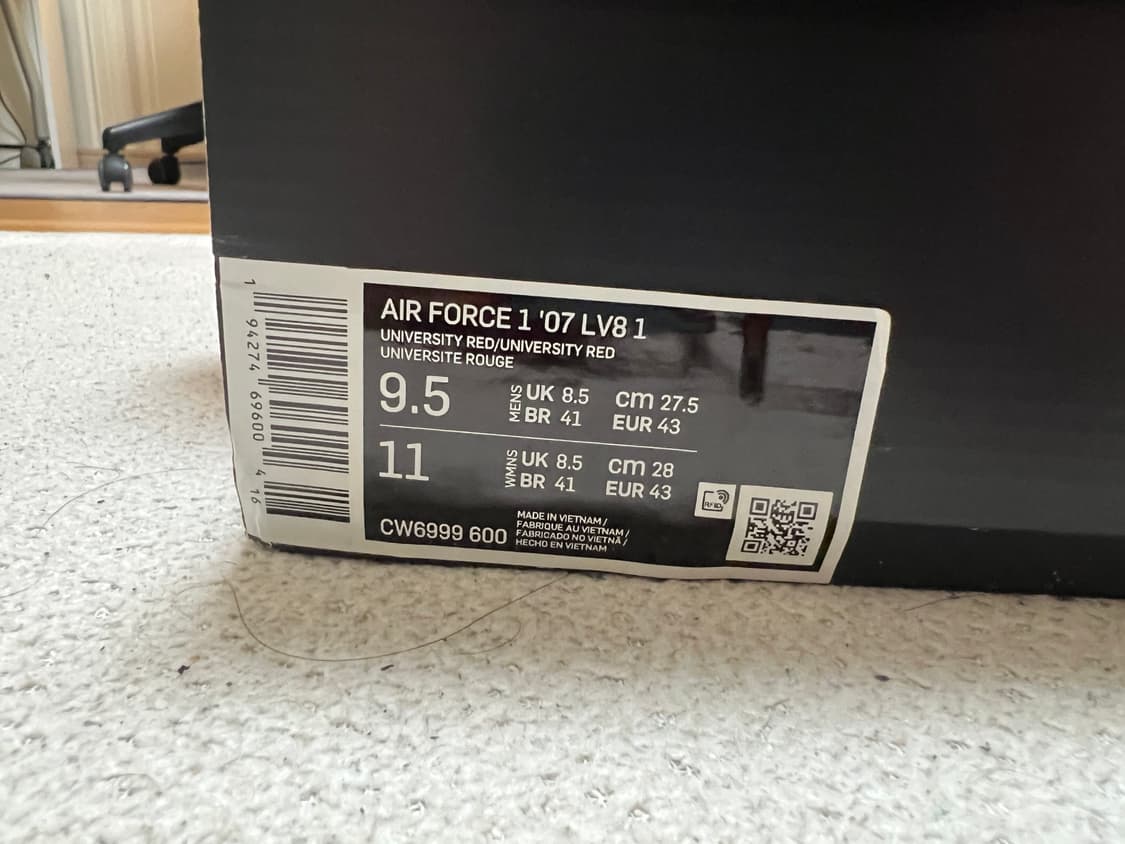 1 94274 69600 4 16
AIR FORCE 1 '07 LV8 1
UNIVERSITY RED/UNIVERSITY RED
UNIVERSITE ROUGE
9.5 MENS UK 8.5 cm 27.5
BR 41 EUR 43
11 WMNS UK 8.5 cm 28
BR 41 EUR 43
RFID
CW6999 600
MADE IN VIETNAM/
FABRIQUE AU VIETNAM/
FABRICADO NO VIETNÃ/
HECHO EN VIETNAM